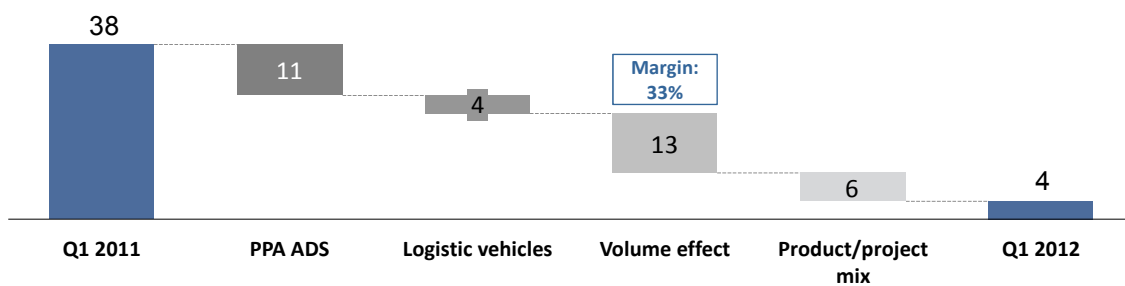 38
11
4
Margin:
33%
13
6
4
Q1 2011
PPA ADS
Logistic vehicles
Volume effect
Product/project
mix
Q1 2012